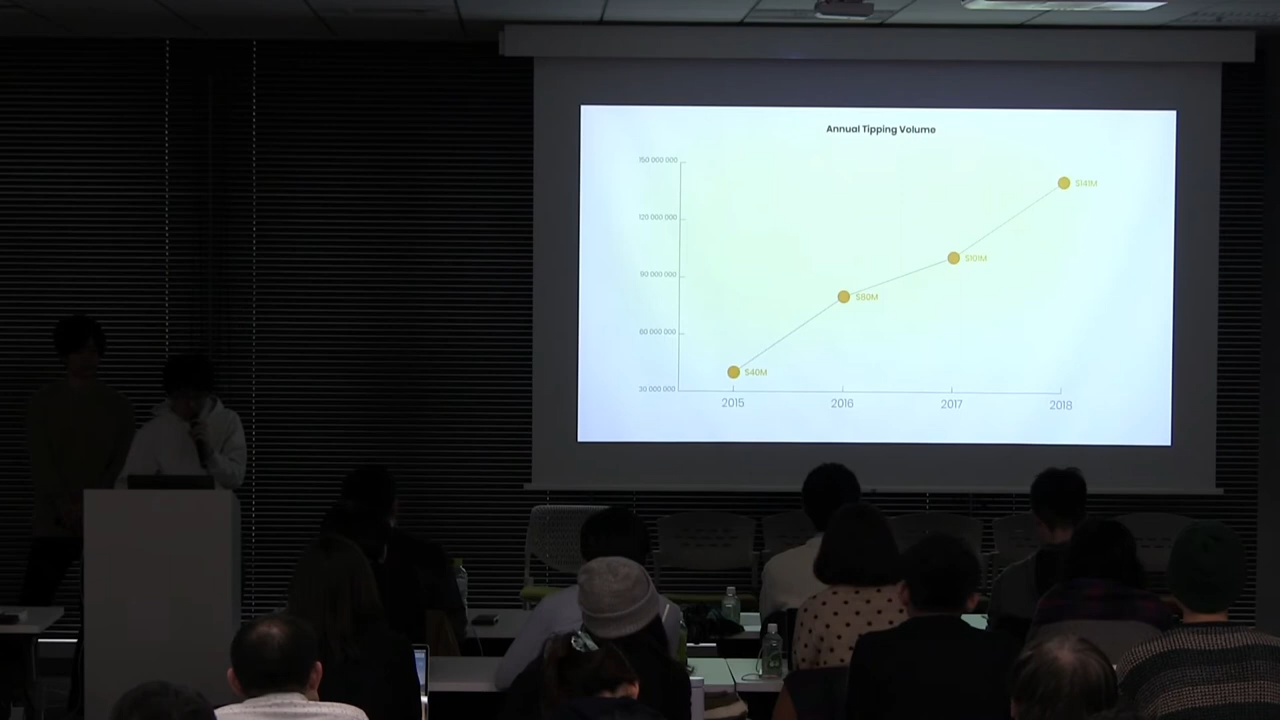 Annual Tipping Volume
150 000 000
120 000 000
90 000 000
60 000 000
30 000 000
$141M
$101M
$80M
$40M
2015 2016 2017 2018